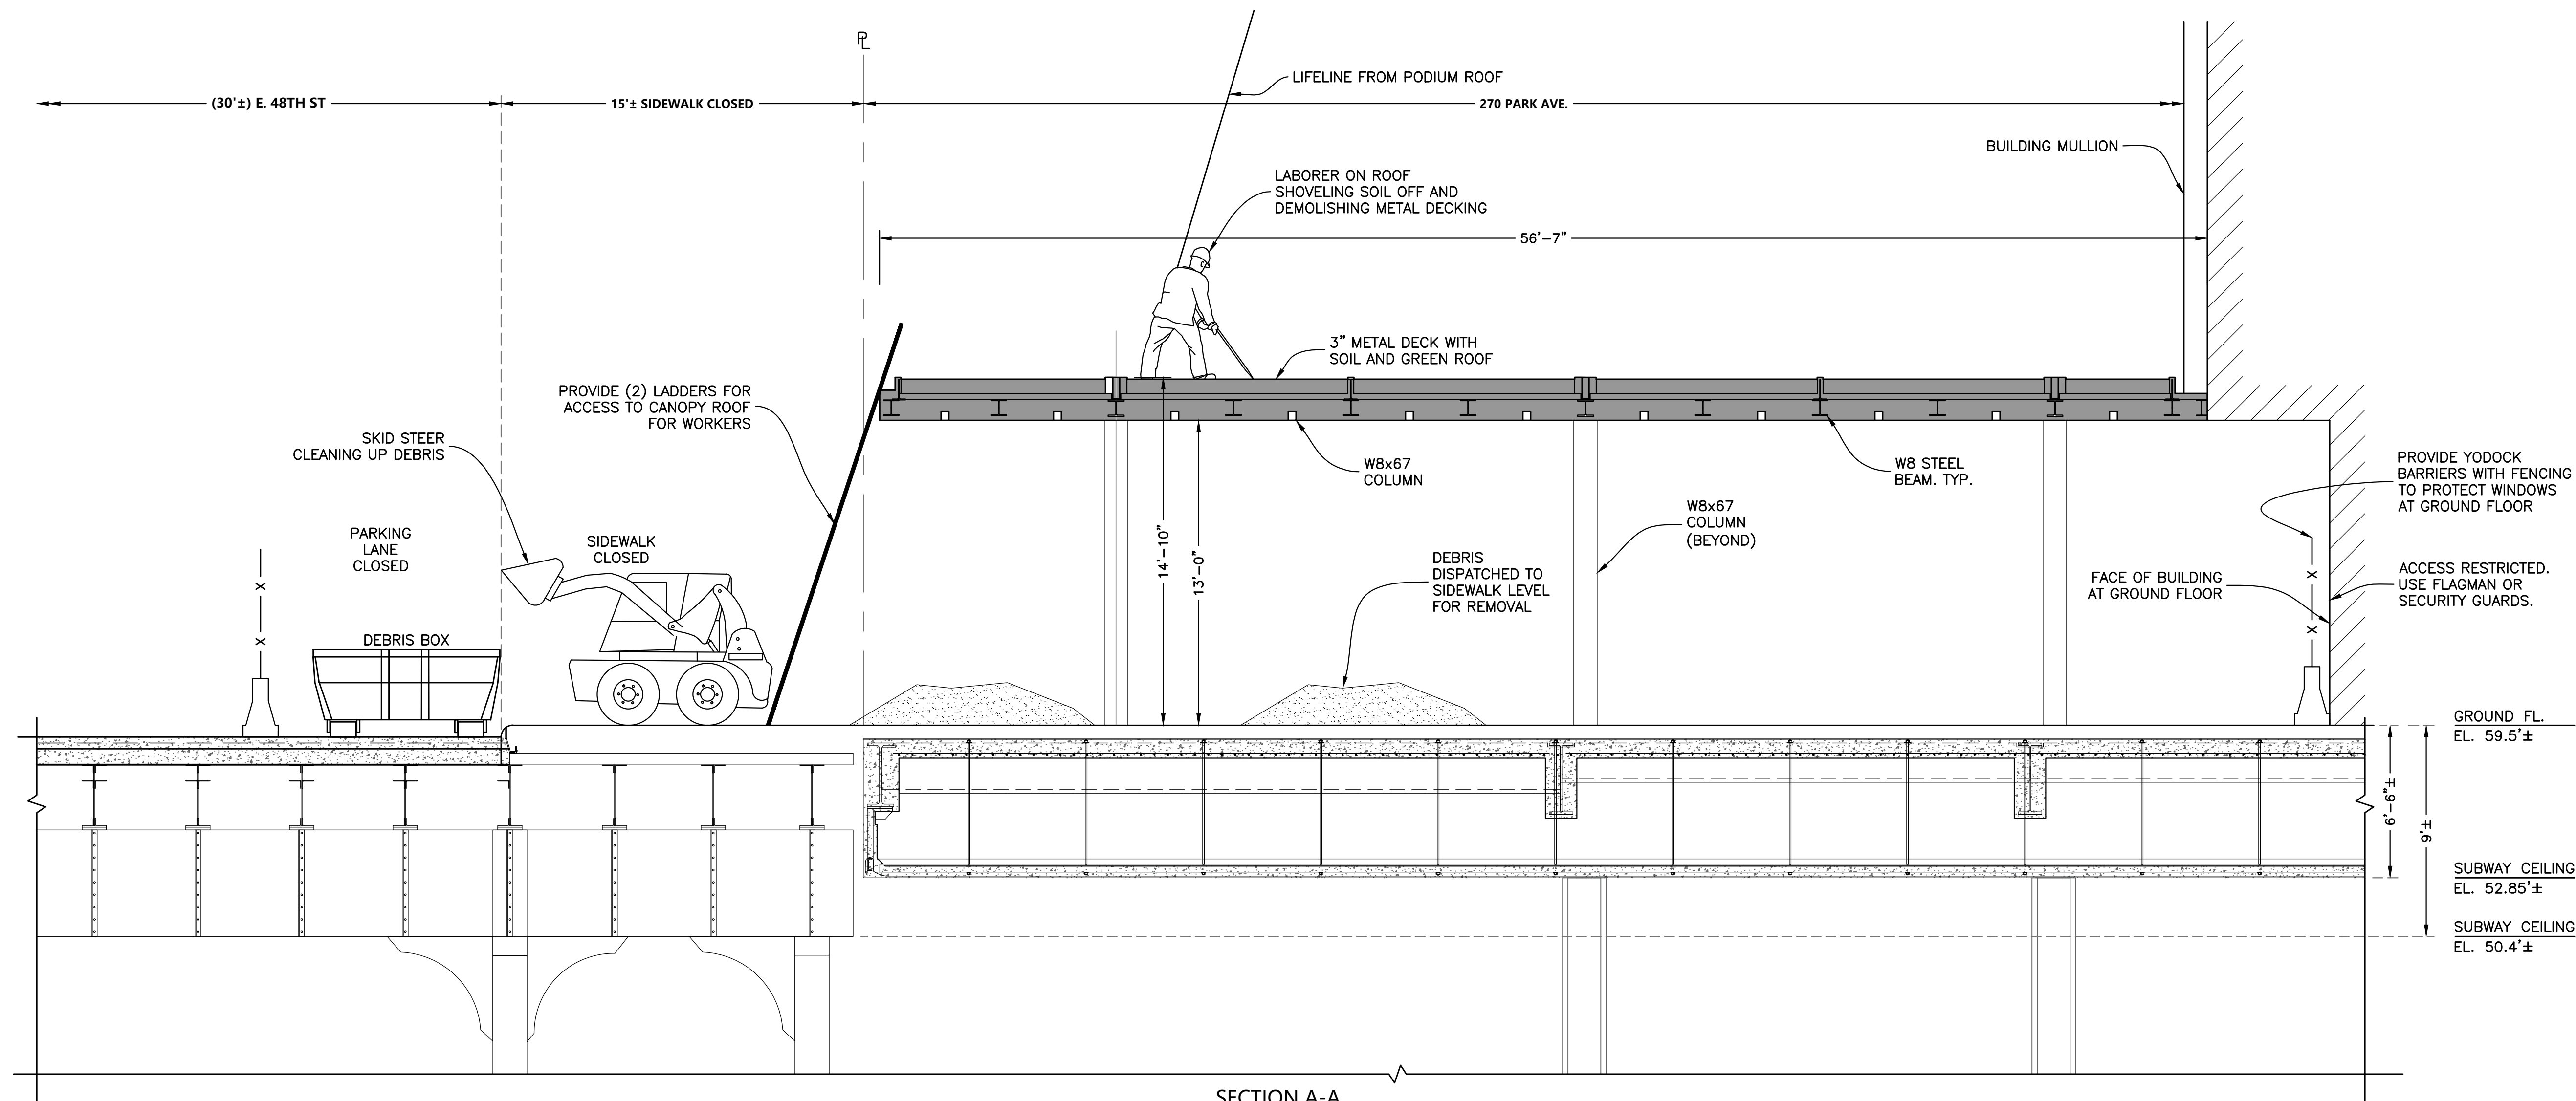 PL
LIFELINE FROM PODIUM ROOF
(30'±) E. 48TH ST
15'± SIDEWALK CLOSED
270 PARK AVE.
BUILDING MULLION
LABORER ON ROOF
SHOVELING SOIL OFF AND
DEMOLISHING METAL DECKING
56'-7"
3" METAL DECK WITH
SOIL AND GREEN ROOF
PROVIDE (2) LADDERS FOR
ACCESS TO CANOPY ROOF
FOR WORKERS
SKID STEER
CLEANING UP DEBRIS
W8x67
COLUMN
W8 STEEL
BEAM. TYP.
PROVIDE YODOCK
BARRIERS WITH FENCING
TO PROTECT WINDOWS
AT GROUND FLOOR
PARKING
LANE
CLOSED
SIDEWALK
CLOSED
14'-10"
13'-0"
W8x67
COLUMN
(BEYOND)
DEBRIS
DISPATCHED TO
SIDEWALK LEVEL
FOR REMOVAL
FACE OF BUILDING
AT GROUND FLOOR
ACCESS RESTRICTED.
USE FLAGMAN OR
SECURITY GUARDS.
X
X
X
X
DEBRIS BOX
GROUND FL.
EL. 59.5'±
6'-6"±
9'±
SUBWAY CEILING
EL. 52.85'±
SUBWAY CEILING
EL. 50.4'±
SECTION A-A